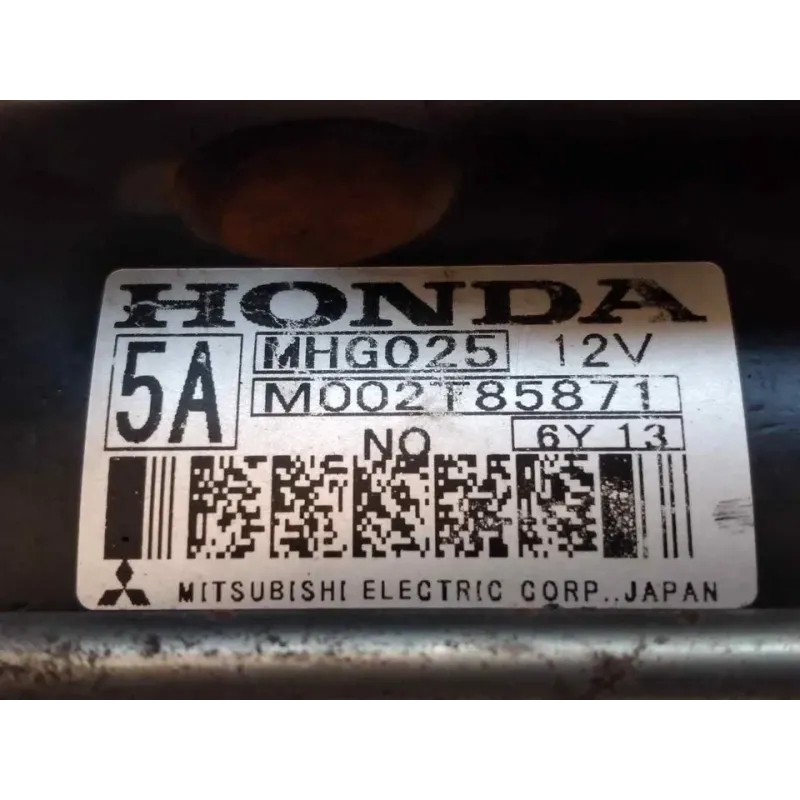 HONDA
5A MHG025 12V
M002T85871
NO 6Y 13
MITSUBISHI ELECTRIC CORP., JAPAN